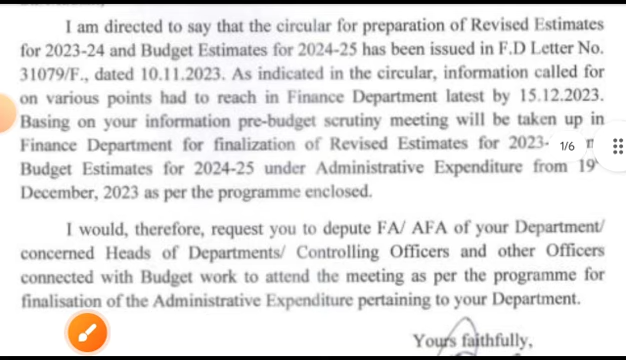 I am directed to say that the circular for preparation of Revised Estimates
for 2023-24 and Budget Estimates for 2024-25 has been issued in F.D Letter No.
31079/F., dated 10.11.2023. As indicated in the circular, information called for
on various points had to reach in Finance Department latest by 15.12.2023.
Basing on your information pre-budget scrutiny meeting will be taken up in
Finance Department for finalization of Revised Estimates for 2023-
1/6
Budget Estimates for 2024-25 under Administrative Expenditure from 19
December, 2023 as per the programme enclosed.
I would, therefore, request you to depute FA/ AFA of your Department/
concerned Heads of Departments/ Controlling Officers and other Officers
connected with Budget work to attend the meeting as per the programme for
finalisation of the Administrative Expenditure pertaining to your Department.
Yours faithfully,